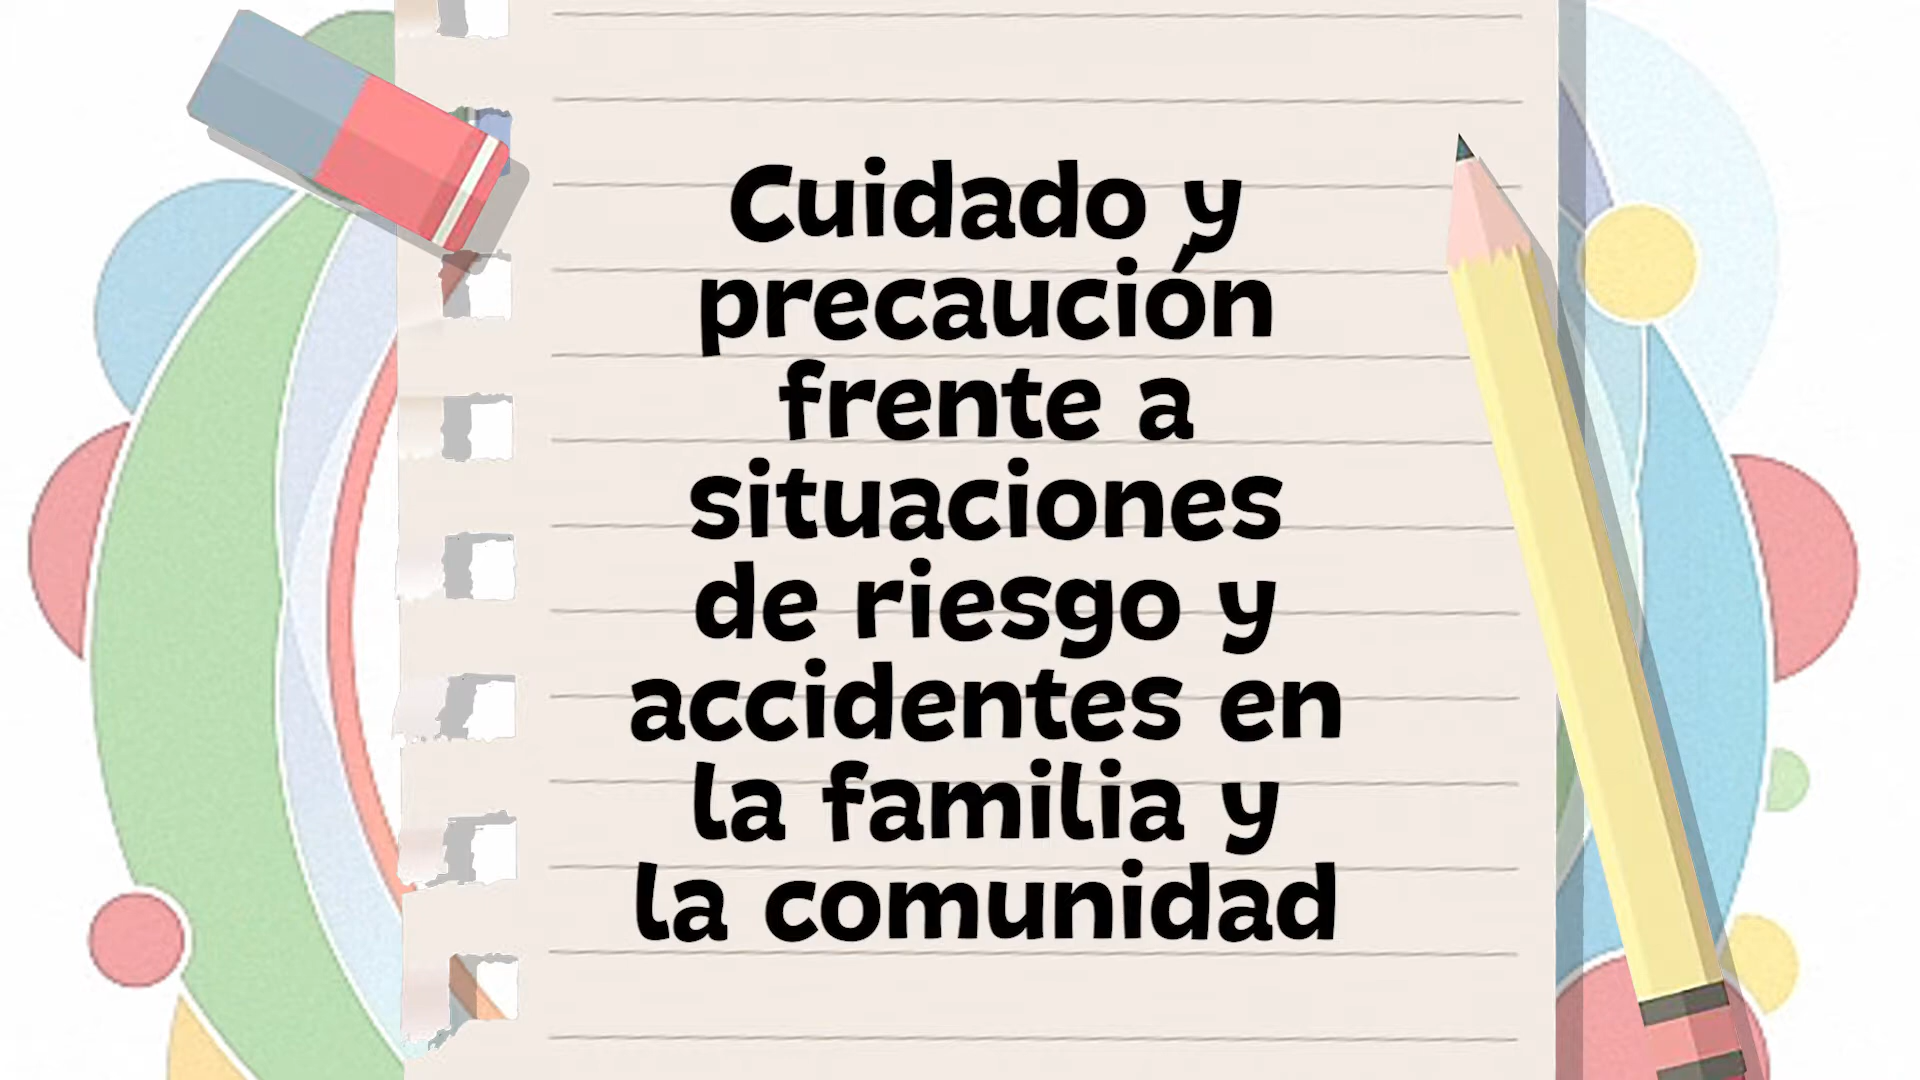 Cuidado y
precaución
frente a
situaciones
de riesgo y
accidentes en
la familia y
la comunidad